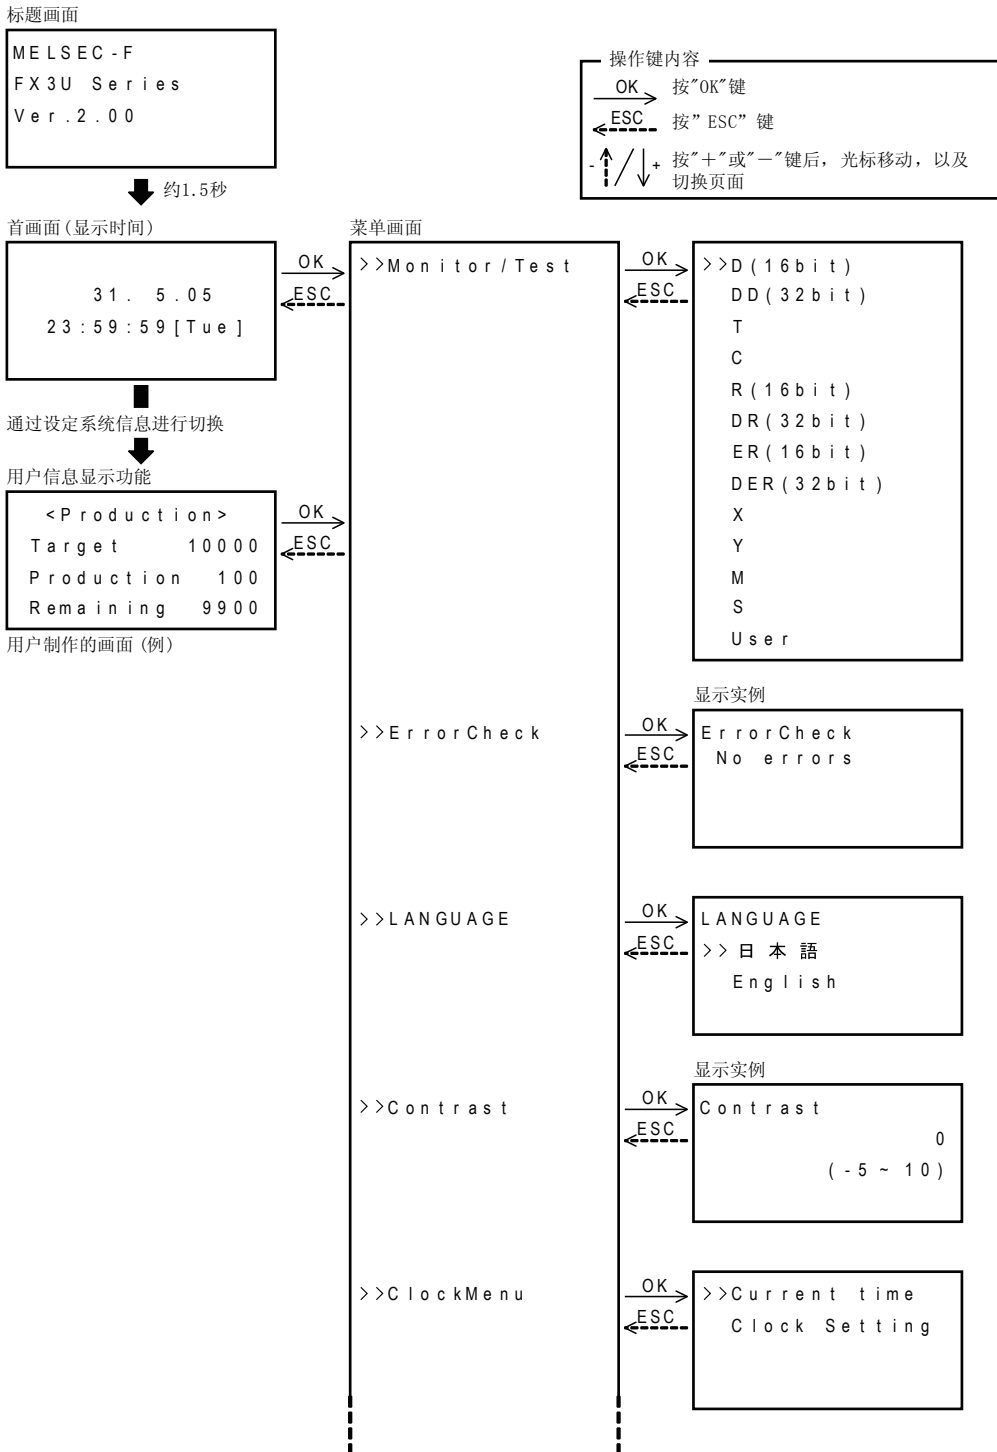 标题画面
MELSEC-F
FX3U Series
Ver.2.00
操作键内容
OK 按"OK"键
ESC 按”ESC”键
- / + 按"+"或"-"键后，光标移动，以及
切换页面
约1.5秒
首画面(显示时间)
31. 5.05
23:59:59[Tue]
OK
ESC
通过设定系统信息进行切换
用户信息显示功能
<Production>
Target 10000
Production 100
Remaining 9900
OK
ESC
用户制作的画面(例)
菜单画面
>>Monitor/Test
OK
ESC
>>D(16bit)
DD(32bit)
T
C
R(16bit)
DR(32bit)
ER(16bit)
DER(32bit)
X
Y
M
S
User
>>ErrorCheck
OK
ESC
显示实例
ErrorCheck
No errors
>>LANGUAGE
OK
ESC
LANGUAGE
>>日本語
English
>>Contrast
OK
ESC
显示实例
Contrast
0
(-5~10)
>>ClockMenu
OK
ESC
>>Current time
Clock Setting